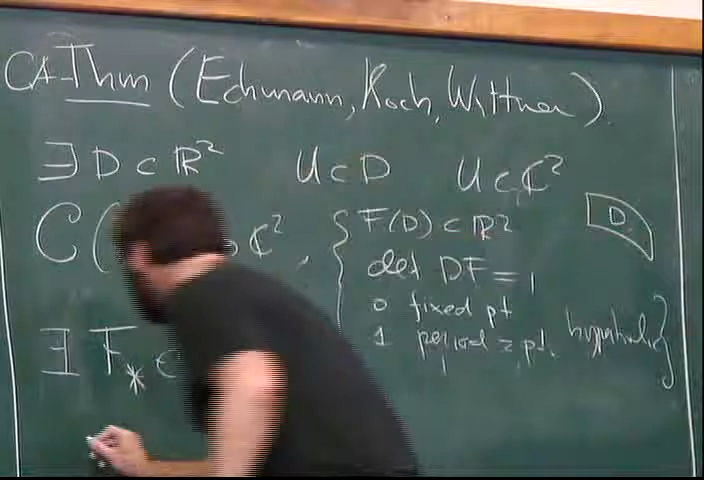 CA-Thm (Eckmann, Koch, Wittwer).
∃ D ⊂ ℝ² U ⊂ D U ⊂ ℂ²
C( ℂ², { F(D) ⊂ ℝ²
D
det DF = 1
0 fixed pt
1 period 2 pt. hyperbolic }
∃ F_* ∈